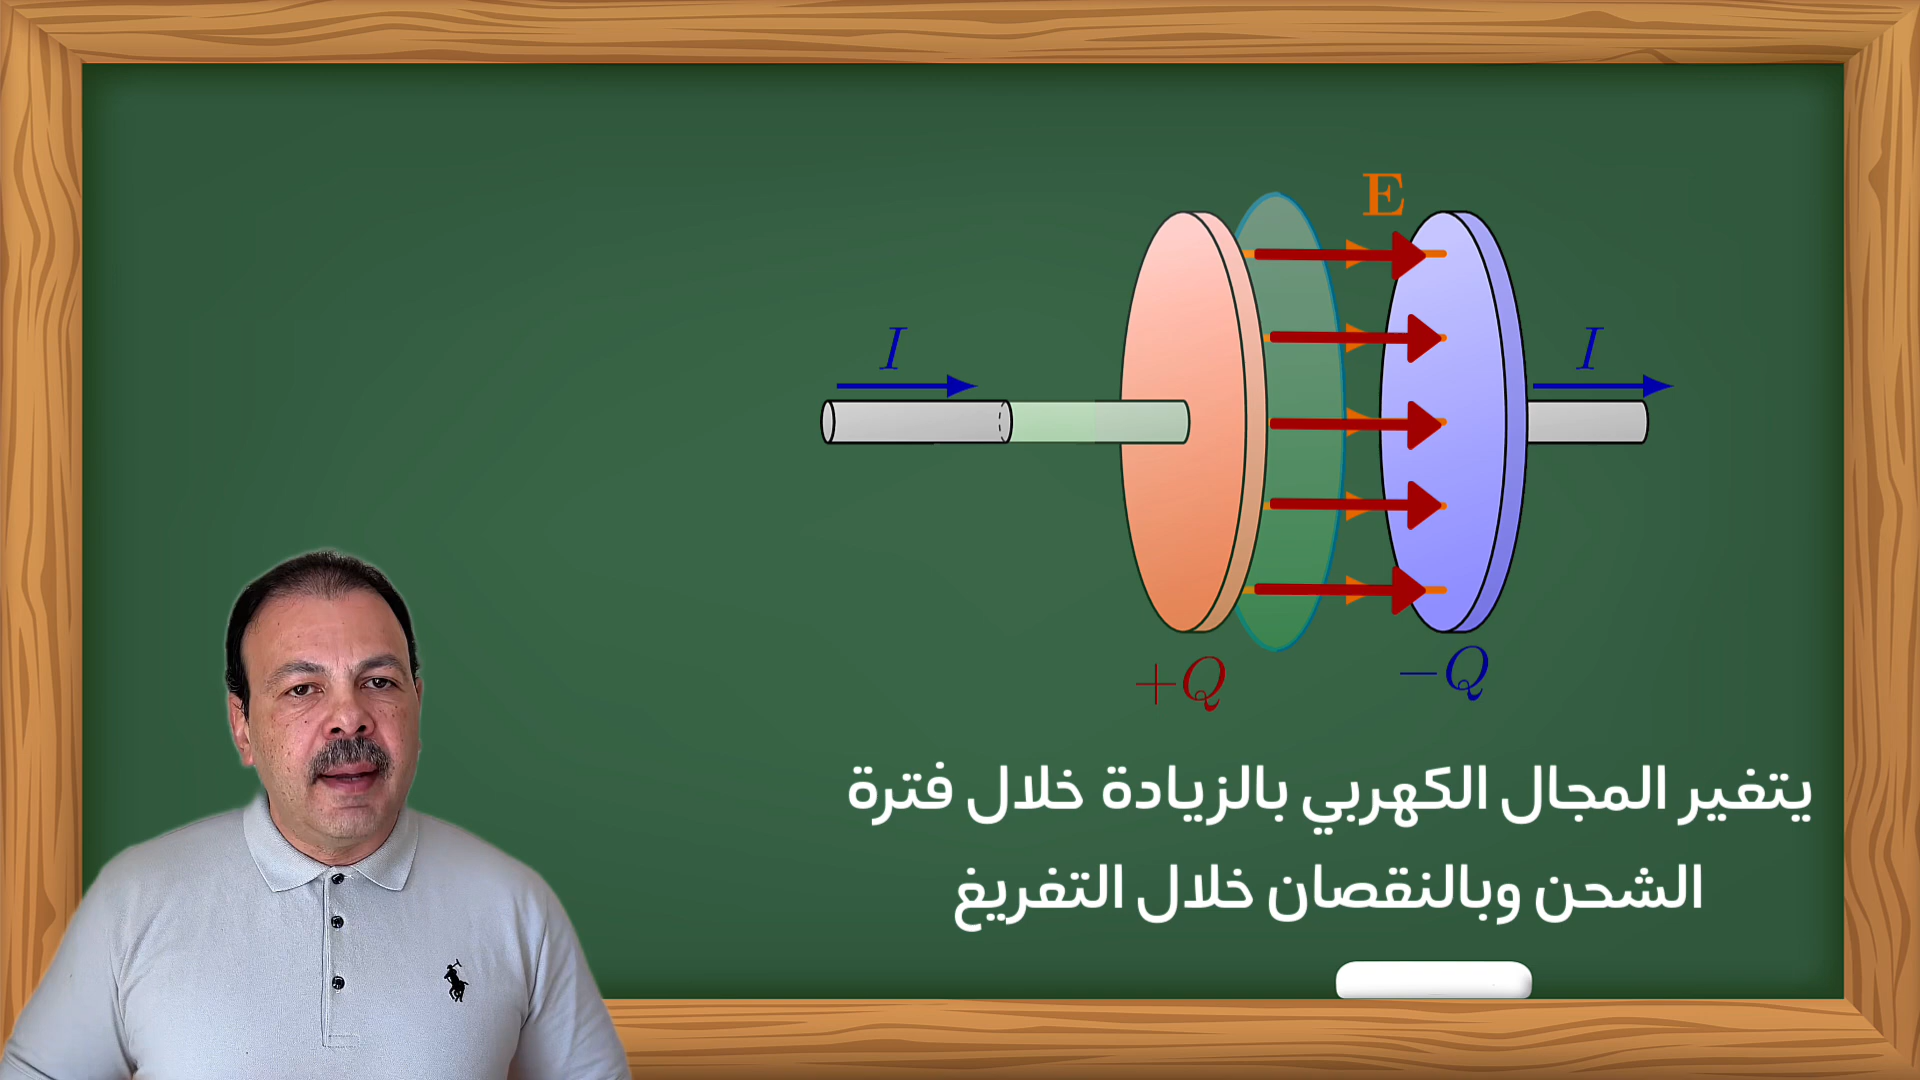 E
I
I
+Q
−Q
يتغير المجال الكهربي بالزيادة خلال فترة
الشحن وبالنقصان خلال التفريغ